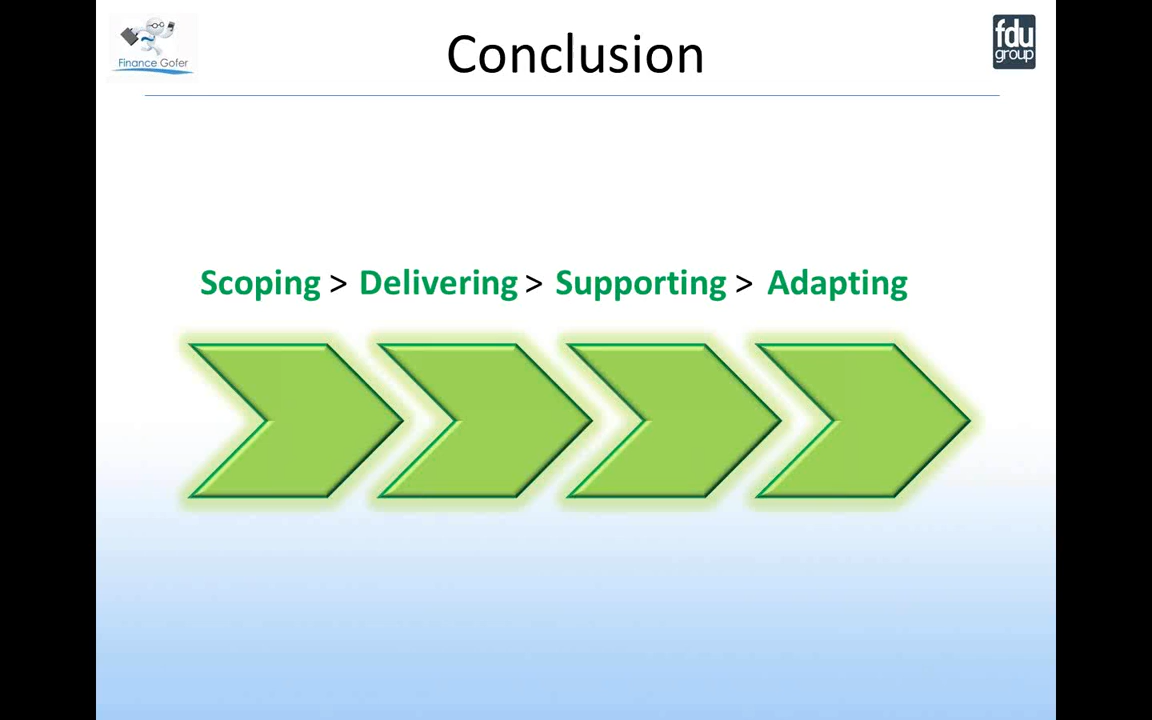 Finance Gofer
Conclusion
fdu
group
Scoping > Delivering > Supporting > Adapting